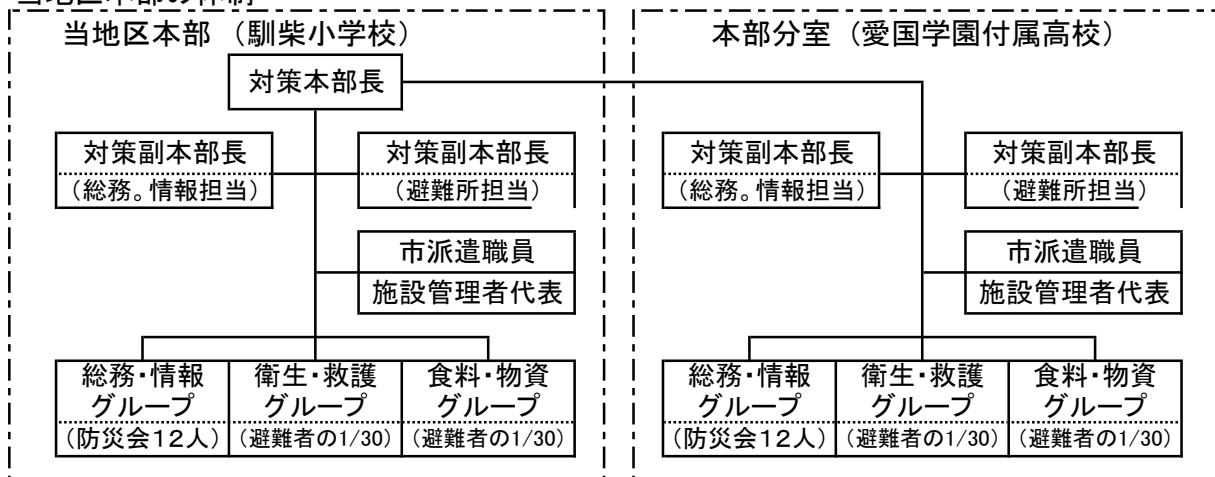 当地区本部の体制
当地区本部 (馴柴小学校)
対策本部長
対策副本部長
(総務。情報担当)
対策副本部長
(避難所担当)
市派遣職員
施設管理者代表
総務・情報
グループ
(防災会12人)
衛生・救護
グループ
(避難者の1/30)
食料・物資
グループ
(避難者の1/30)
本部分室 (愛国学園付属高校)
対策副本部長
(総務。情報担当)
対策副本部長
(避難所担当)
市派遣職員
施設管理者代表
総務・情報
グループ
(防災会12人)
衛生・救護
グループ
(避難者の1/30)
食料・物資
グループ
(避難者の1/30)